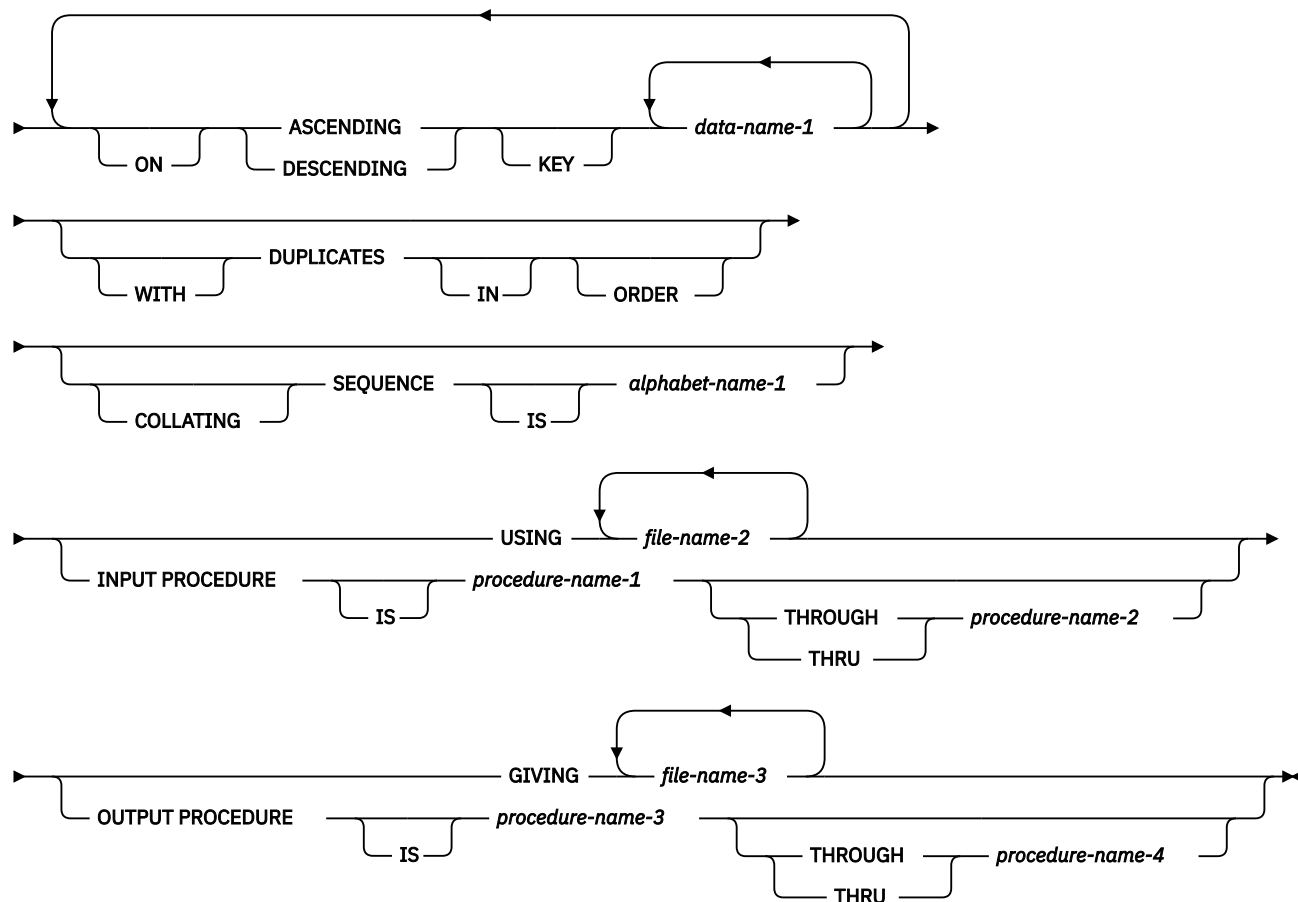 ASCENDING data-name-1
ON DESCENDING KEY
DUPLICATES
WITH IN ORDER
SEQUENCE alphabet-name-1
COLLATING IS
USING file-name-2
INPUT PROCEDURE procedure-name-1
IS THROUGH procedure-name-2
THRU
GIVING file-name-3
OUTPUT PROCEDURE procedure-name-3
IS THROUGH procedure-name-4
THRU